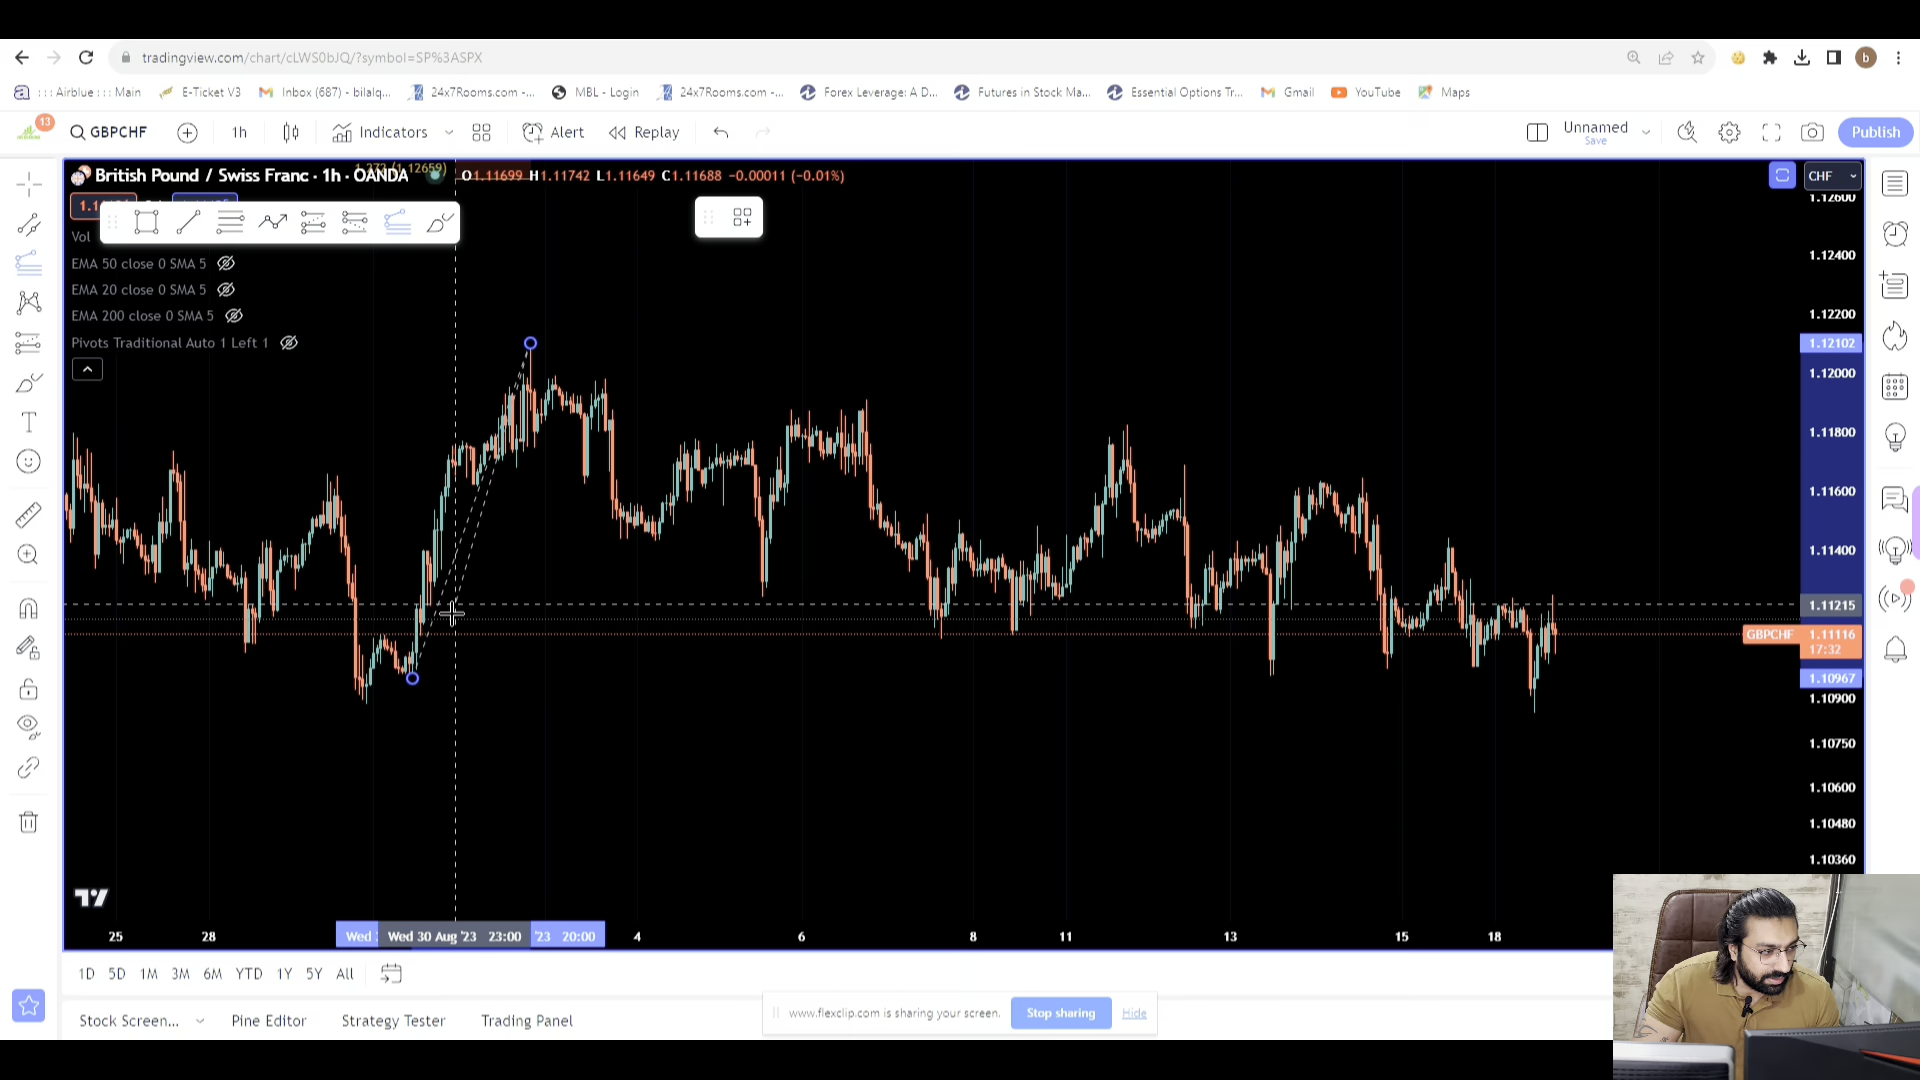 tradingview.com/chart/cLWS0bJQ/?symbol=SP%3ASPX
b
::: Airblue ::: Main
E-Ticket V3
Inbox (687) - bilalq...
24x7Rooms.com -...
MBL - Login
24x7Rooms.com -...
Forex Leverage: A D...
Futures in Stock Ma...
Essential Options Tr...
Gmail
YouTube
Maps
13
GBPCHF
1h
Indicators
Alert
Replay
Unnamed
Save
Publish
1.272 (1.12659)
British Pound / Swiss Franc · 1h · OANDA
O1.11699 H1.11742 L1.11649 C1.11688 −0.00011 (−0.01%)
CHF
Vol
EMA 50 close 0 SMA 5
EMA 20 close 0 SMA 5
EMA 200 close 0 SMA 5
Pivots Traditional Auto 1 Left 1
1.12600
1.12400
1.12200
1.12102
1.12000
1.11800
1.11600
1.11400
1.11215
GBPCHF 1.11116
17:32
1.10967
1.10900
1.10750
1.10600
1.10480
1.10360
25
28
Wed
Wed 30 Aug '23 23:00
'23 20:00
4
6
8
11
13
15
18
1D 5D 1M 3M 6M YTD 1Y 5Y All
www.flexclip.com is sharing your screen.
Stop sharing
Hide
Stock Screen...
Pine Editor
Strategy Tester
Trading Panel